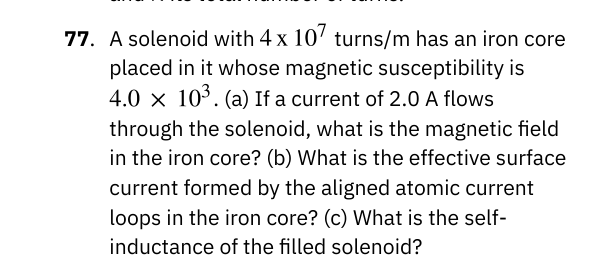 77. A solenoid with 4 x 10⁷ turns/m has an iron core
placed in it whose magnetic susceptibility is
4.0 × 10³. (a) If a current of 2.0 A flows
through the solenoid, what is the magnetic field
in the iron core? (b) What is the effective surface
current formed by the aligned atomic current
loops in the iron core? (c) What is the self-
inductance of the filled solenoid?